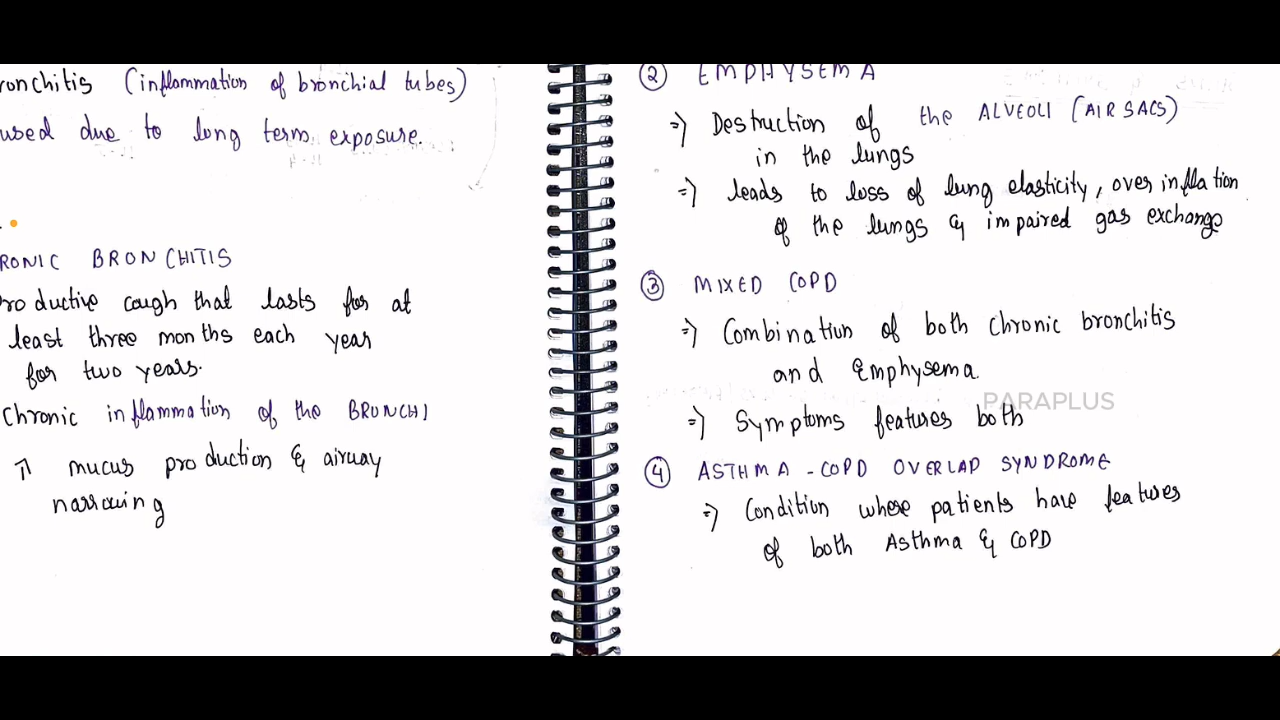 ronchitis (inflammation of bronichial tubes)
used due to long term exposure.
RONIC BRONCHITIS
roductive cough that lasts for at
least three months each year
for two years.
Chronic inflammation of the BRONCHI
mucus production & airway
narrowing
② EMPHYSEMA
⇒ Destruction of the ALVEOLI (AIR SACS)
in the lungs
⇒ leads to loss of lung elasticity, over inflation
of the lungs & impaired gas exchange
③ MIXED COPD
⇒ Combination of both chronic bronchitis
and Emphysema.
PARAPLUS
⇒ Symptoms features both
④ ASTHMA - COPD OVERLAP SYNDROME
⇒ Condition where patients have features
of both Asthma & COPD